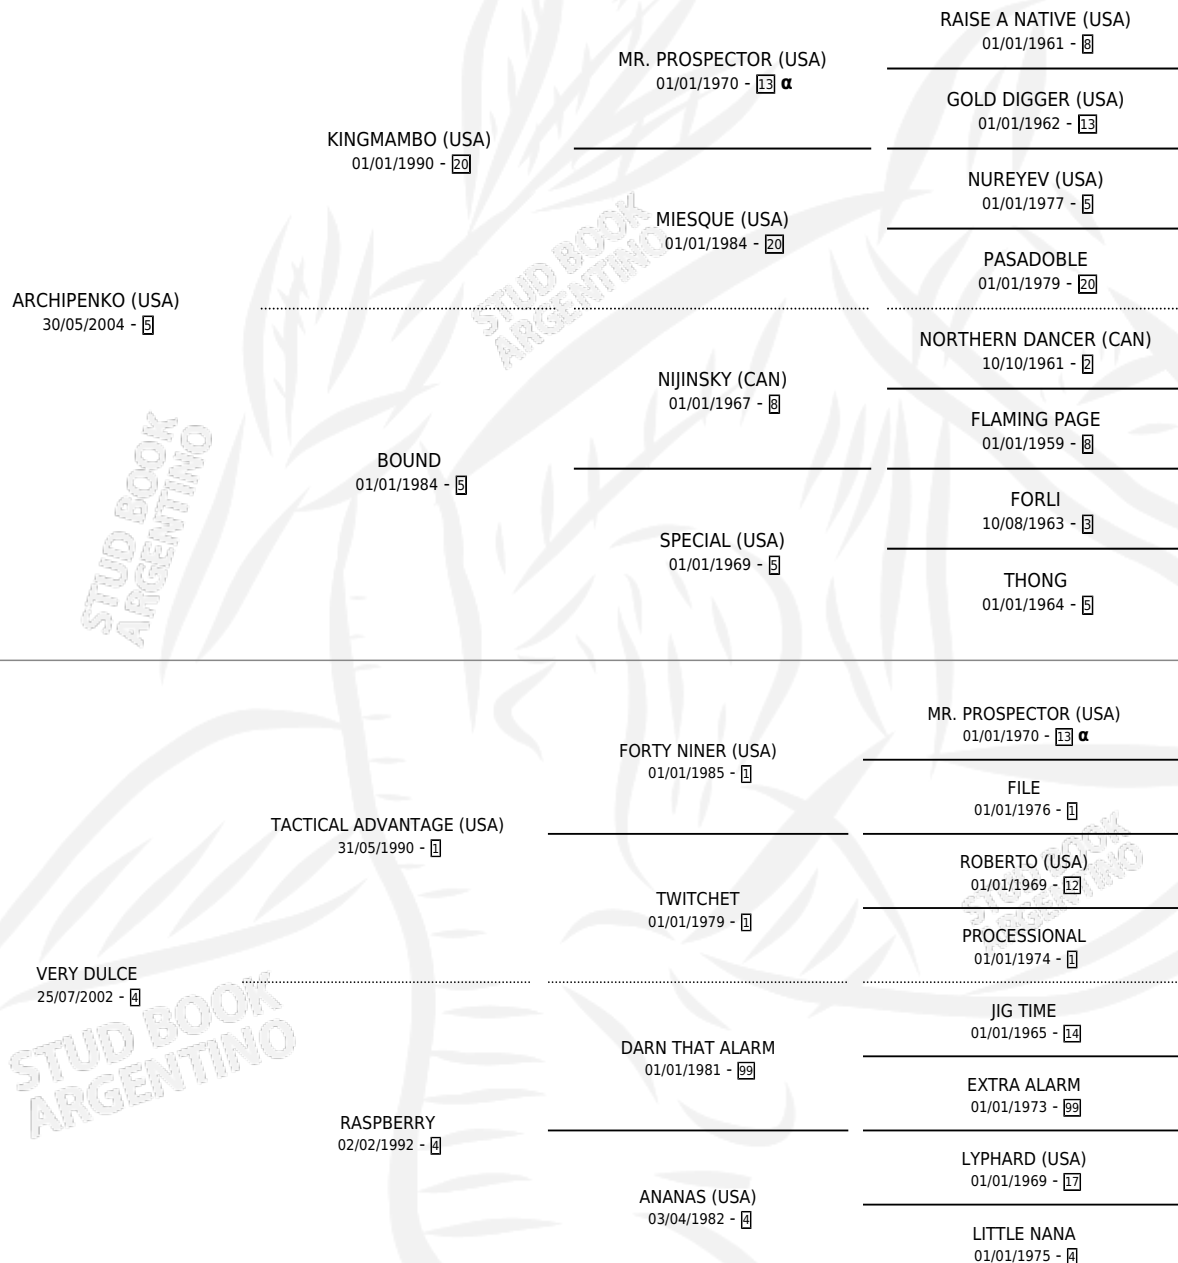 RAISE A NATIVE (USA)
01/01/1961 - 8
MR. PROSPECTOR (USA)
01/01/1970 - 13 α
GOLD DIGGER (USA)
01/01/1962 - 13
KINGMAMBO (USA)
01/01/1990 - 20
NUREYEV (USA)
01/01/1977 - 5
MIESQUE (USA)
01/01/1984 - 20
PASADOBLE
01/01/1979 - 20
ARCHIPENKO (USA)
30/05/2004 - 5
NORTHERN DANCER (CAN)
10/10/1961 - 2
NIJINSKY (CAN)
01/01/1967 - 8
FLAMING PAGE
01/01/1959 - 8
BOUND
01/01/1984 - 5
FORLI
10/08/1963 - 3
SPECIAL (USA)
01/01/1969 - 5
THONG
01/01/1964 - 5
MR. PROSPECTOR (USA)
01/01/1970 - 13 α
FORTY NINER (USA)
01/01/1985 - 1
FILE
01/01/1976 - 1
TACTICAL ADVANTAGE (USA)
31/05/1990 - 1
ROBERTO (USA)
01/01/1969 - 12
TWITCHET
01/01/1979 - 1
PROCESSIONAL
01/01/1974 - 1
VERY DULCE
25/07/2002 - 4
JIG TIME
01/01/1965 - 14
DARN THAT ALARM
01/01/1981 - 99
EXTRA ALARM
01/01/1973 - 99
RASPBERRY
02/02/1992 - 4
LYPHARD (USA)
01/01/1969 - 17
ANANAS (USA)
03/04/1982 - 4
LITTLE NANA
01/01/1975 - 4
STUD BOOK
ARGENTINO
STUD BOOK
ARGENTINO
STUD BOOK
ARGENTINO
STUD BOOK
ARGENTINO